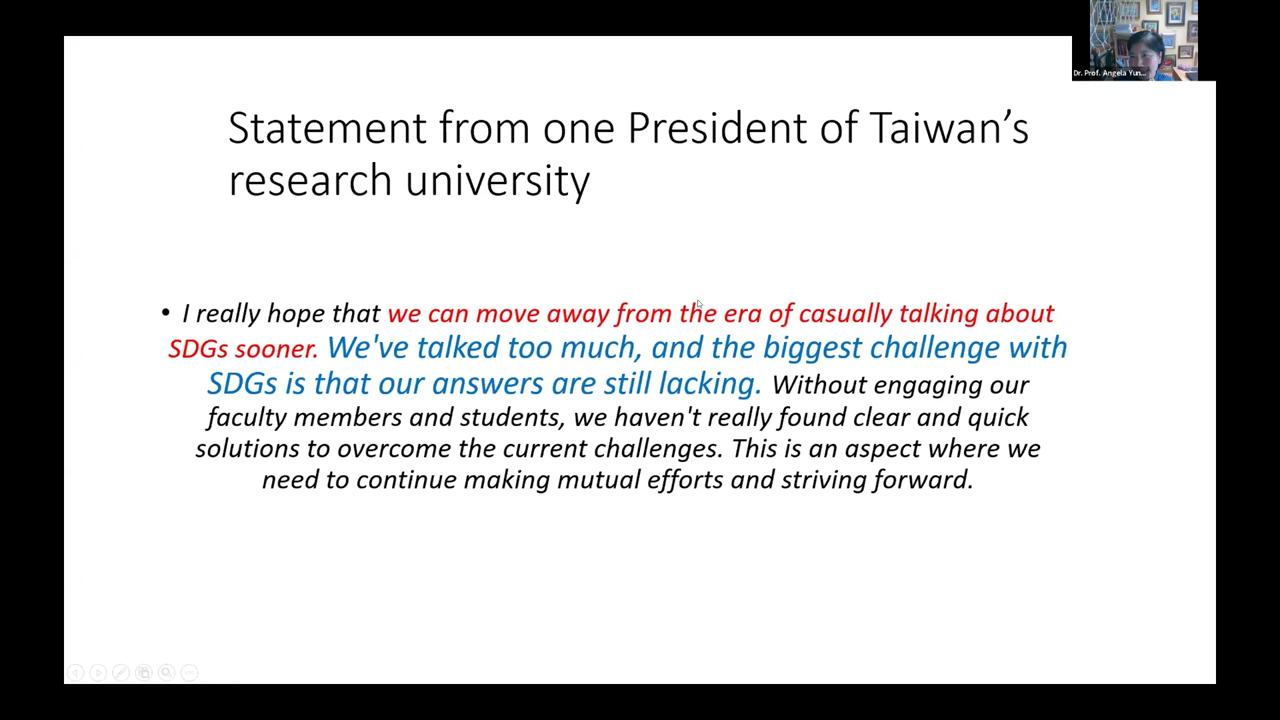 Dr. Prof. Angela Yun...
Statement from one President of Taiwan’s
research university
• I really hope that we can move away from the era of casually talking about
SDGs sooner. We've talked too much, and the biggest challenge with
SDGs is that our answers are still lacking. Without engaging our
faculty members and students, we haven't really found clear and quick
solutions to overcome the current challenges. This is an aspect where we
need to continue making mutual efforts and striving forward.